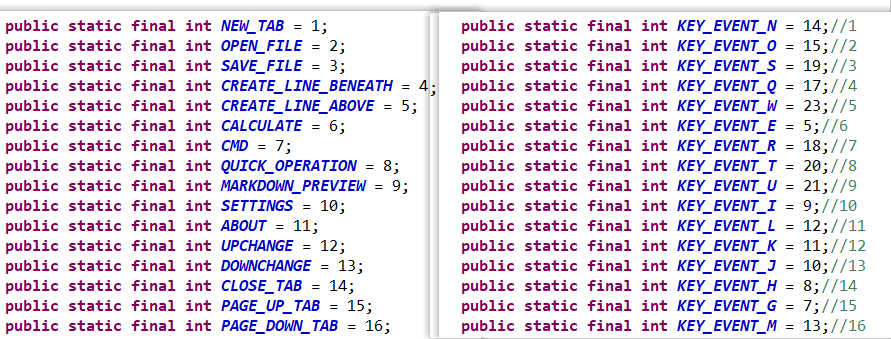 public static final int NEW_TAB = 1;
public static final int OPEN_FILE = 2;
public static final int SAVE_FILE = 3;
public static final int CREATE_LINE_BENEATH = 4;
public static final int CREATE_LINE_ABOVE = 5;
public static final int CALCULATE = 6;
public static final int CMD = 7;
public static final int QUICK_OPERATION = 8;
public static final int MARKDOWN_PREVIEW = 9;
public static final int SETTINGS = 10;
public static final int ABOUT = 11;
public static final int UPCHANGE = 12;
public static final int DOWNCHANGE = 13;
public static final int CLOSE_TAB = 14;
public static final int PAGE_UP_TAB = 15;
public static final int PAGE_DOWN_TAB = 16;
public static final int KEY_EVENT_N = 14;//1
public static final int KEY_EVENT_O = 15;//2
public static final int KEY_EVENT_S = 19;//3
public static final int KEY_EVENT_Q = 17;//4
public static final int KEY_EVENT_W = 23;//5
public static final int KEY_EVENT_E = 5;//6
public static final int KEY_EVENT_R = 18;//7
public static final int KEY_EVENT_T = 20;//8
public static final int KEY_EVENT_U = 21;//9
public static final int KEY_EVENT_I = 9;//10
public static final int KEY_EVENT_L = 12;//11
public static final int KEY_EVENT_K = 11;//12
public static final int KEY_EVENT_J = 10;//13
public static final int KEY_EVENT_H = 8;//14
public static final int KEY_EVENT_G = 7;//15
public static final int KEY_EVENT_M = 13;//16